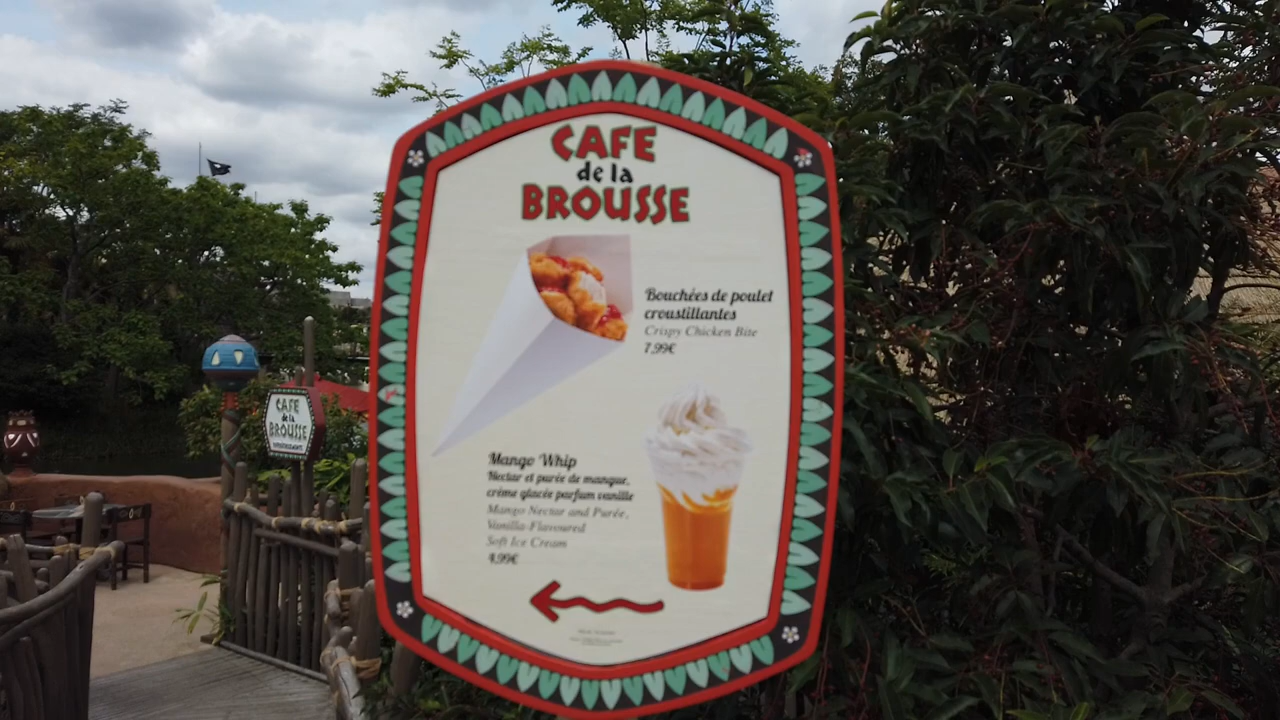 CAFE
de la
BROUSSE
Bouchées de poulet
croustillantes
Crispy Chicken Bite
7,99€
Mango Whip
Nectar et purée de mangue,
crème glacée parfum vanille
Mango Nectar and Purée,
Vanilla-Flavoured
Soft Ice Cream
4,99€
CAFE
de la
BROUSSE